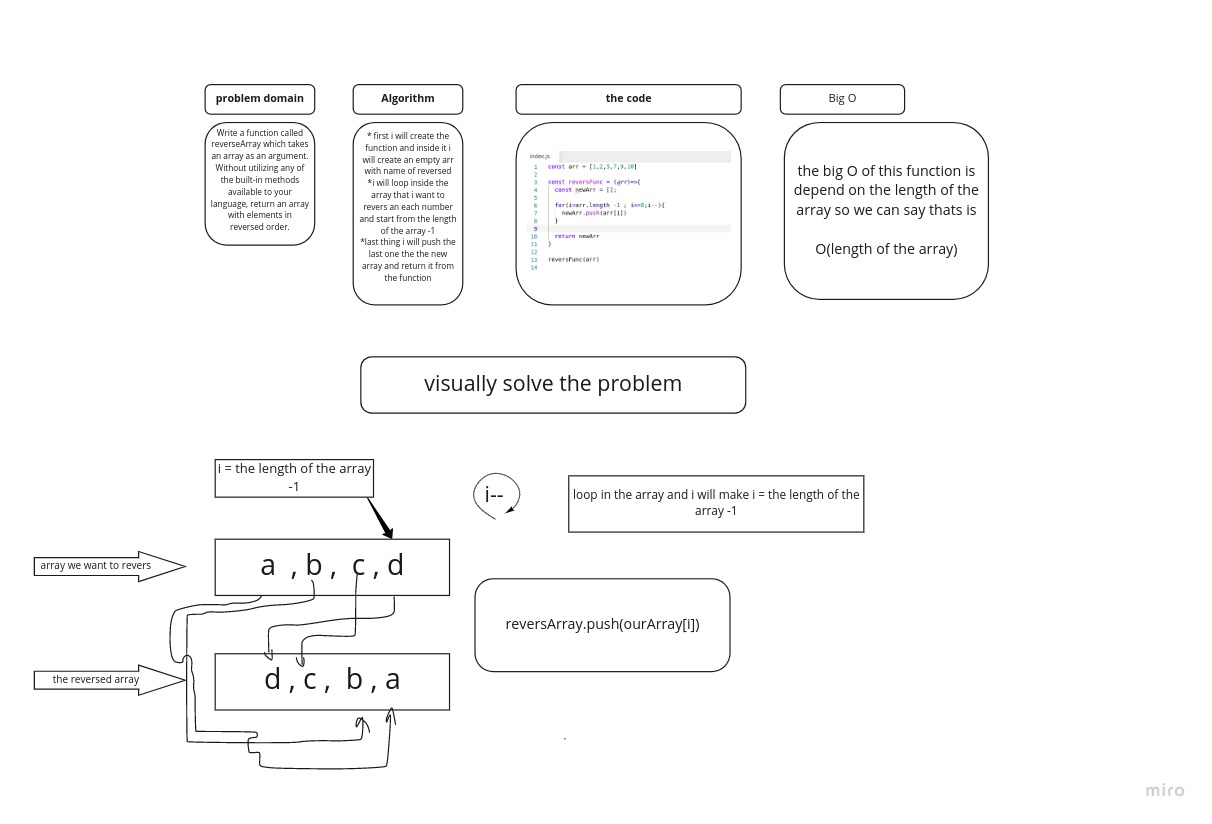 problem domain
Algorithm
the code
Big O
Write a function called
reverseArray which takes
an array as an argument.
Without utilizing any of
the built-in methods
available to your
language, return an array
with elements in
reversed order.
* first i will create the
function and inside it i
will create an empty arr
with name of reversed
*i will loop inside the
array that i want to
revers an each number
and start from the length
of the array -1
*last thing i will push the
last one the the new
array and return it from
the function
index.js
1 const arr = [1,2,5,7,9,10]
2
3 const reversFunc = (arr)=>{
4 const newArr = [];
5
6 for(i=arr.length -1 ; i>=0;i--){
7 newArr.push(arr[i])
8 }
9
10 return newArr
11 }
12
13 reversFunc(arr)
14
the big O of this function is
depend on the length of the
array so we can say thats is
O(length of the array)
visually solve the problem
i = the length of the array
-1
i--
loop in the array and i will make i = the length of the
array -1
array we want to revers
a , b , c , d
reversArray.push(ourArray[i])
the reversed array
d , c , b , a
miro